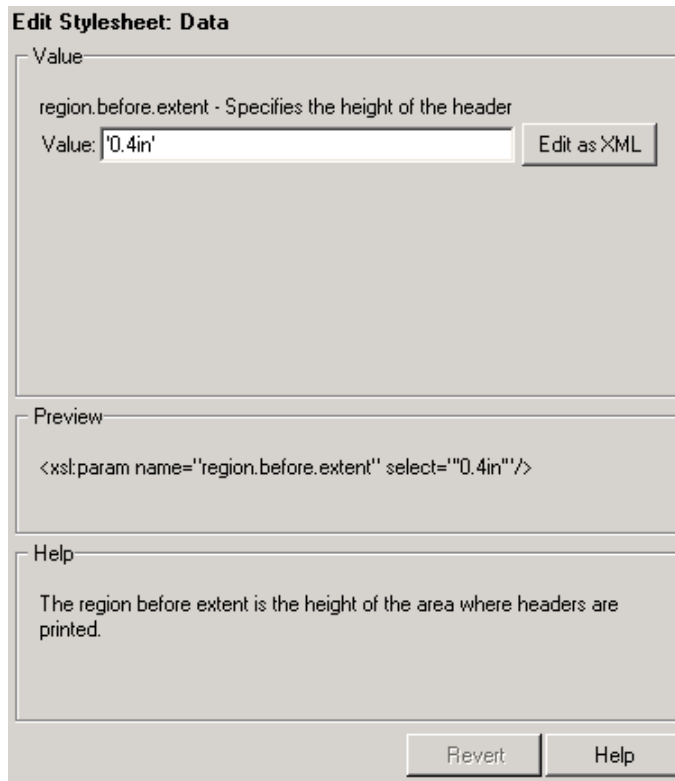 Edit Stylesheet: Data
Value
region.before.extent - Specifies the height of the header
Value: '0.4in' Edit as XML
Preview
<xsl:param name="region.before.extent" select="'0.4in'"/>
Help
The region before extent is the height of the area where headers are
printed.
Revert Help